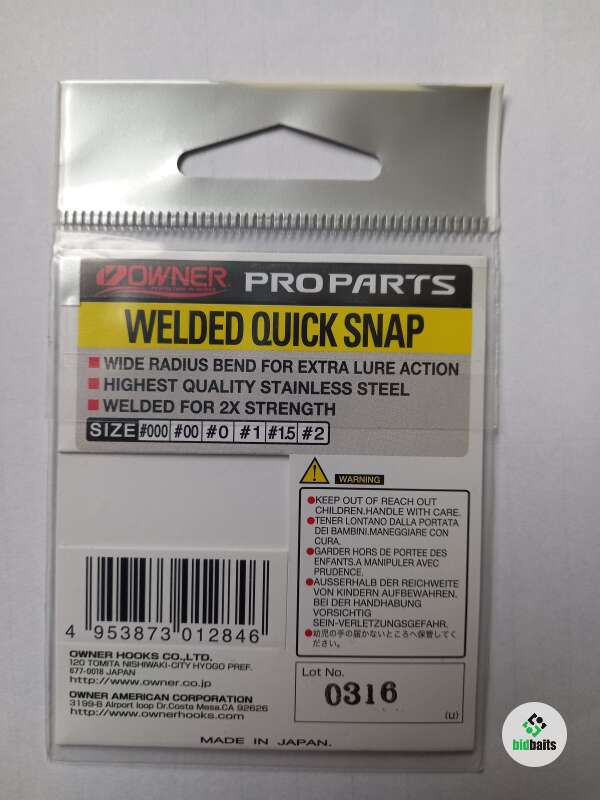 OWNER PRO PARTS
WELDED QUICK SNAP
WIDE RADIUS BEND FOR EXTRA LURE ACTION
HIGHEST QUALITY STAINLESS STEEL
WELDED FOR 2X STRENGTH
SIZE #000 #00 #0 #1 #1.5 #2
WARNING
●KEEP OUT OF REACH OUT
CHILDREN.HANDLE WITH CARE.
●TENER LONTANO DALLA PORTATA
DEI BAMBINI.MANEGGIARE CON
CURA.
●GARDER HORS DE PORTEE DES
ENFANTS.A MANIPULER AVEC
PRUDENCE.
●AUSSERHALB DER REICHWEITE
VON KINDERN AUFBEWAHREN.
BEI DER HANDHABUNG
VORSICHTIG
SEIN-VERLETZUNGSGEFAHR.
●幼児の手の届かないところへ保管してく
ださい。
4 953873 012846
OWNER HOOKS CO.,LTD.
120 TOMITA NISHIWAKI-CITY HYOGO PREF.
677-0018 JAPAN
http://www.owner.co.jp
OWNER AMERICAN CORPORATION
3199-B Airport loop Dr.Costa Mesa.CA 92626
http://www.ownerhooks.com
Lot No.
0316
(u)
MADE IN JAPAN.
bidbaits